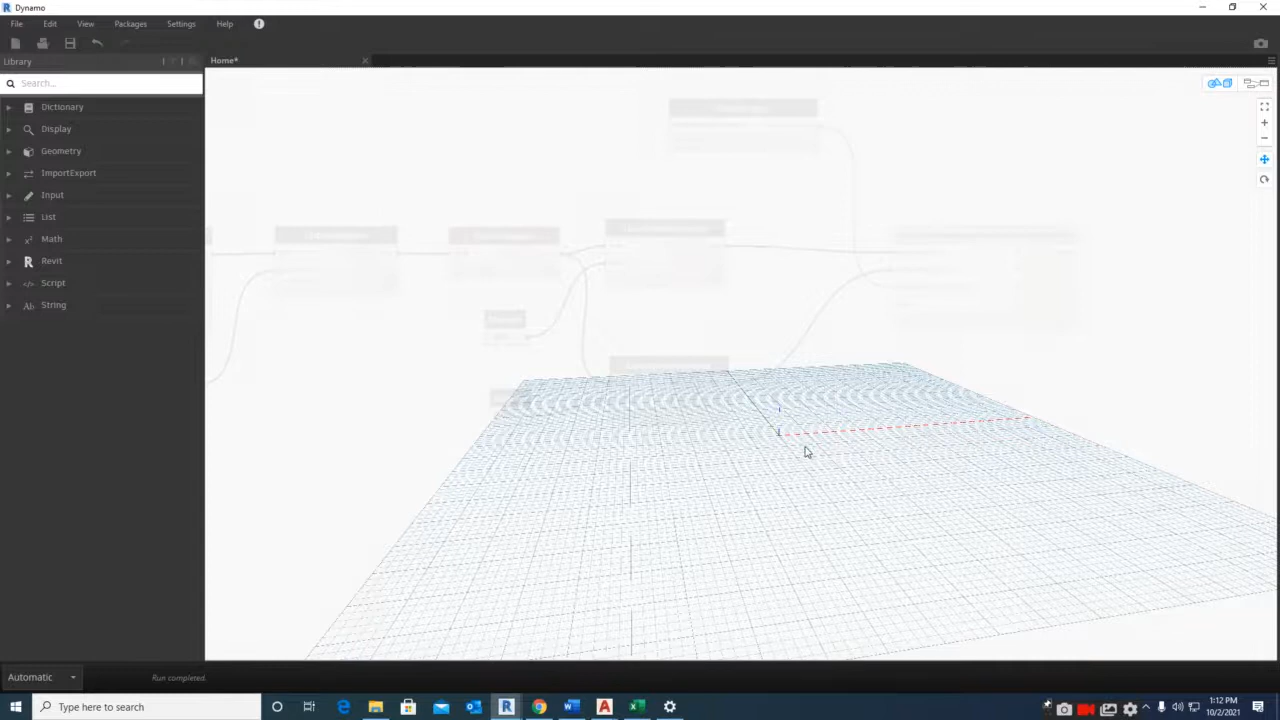 Dynamo
File Edit View Packages Settings Help
Library
Home*
Search...
Dictionary
Display
Geometry
ImportExport
Input
List
Math
Revit
Script
String
Automatic
Run completed.
Type here to search
1:12 PM
10/2/2021